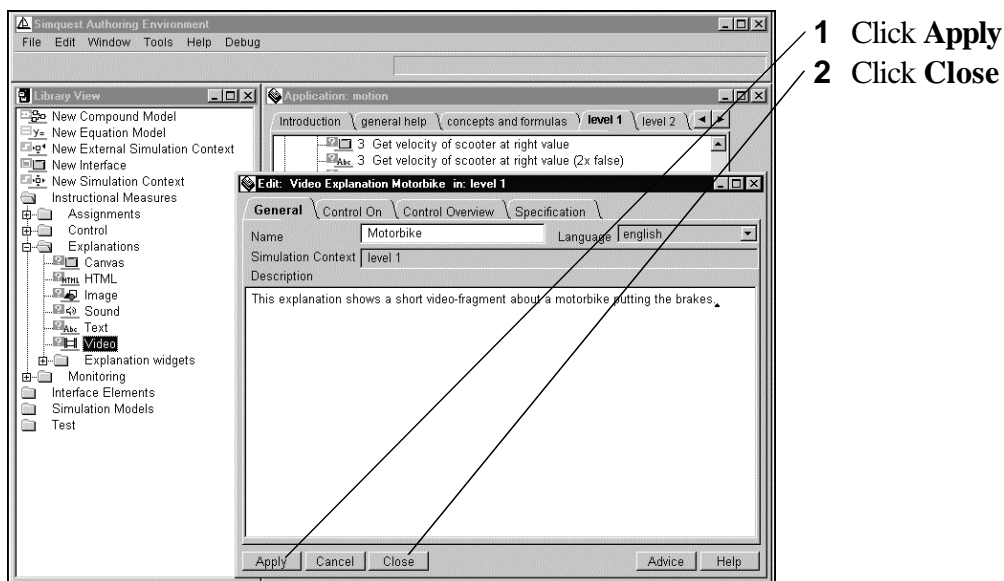 Simquest Authoring Environment
File Edit Window Tools Help Debug
1 Click Apply
2 Click Close
Library View
New Compound Model
y= New Equation Model
New External Simulation Context
New Interface
New Simulation Context
Instructional Measures
Assignments
Control
Explanations
Canvas
HTML HTML
Image
Sound
Abc Text
Video
Explanation widgets
Monitoring
Interface Elements
Simulation Models
Test
Application: motion
Introduction general help concepts and formulas level 1 level 2
3 Get velocity of scooter at right value
Abc 3 Get velocity of scooter at right value (2x false)
Edit: Video Explanation Motorbike in: level 1
General Control On Control Overview Specification
Name Motorbike Language english
Simulation Context level 1
Description
This explanation shows a short video-fragment about a motorbike putting the brakes.
Apply Cancel Close Advice Help